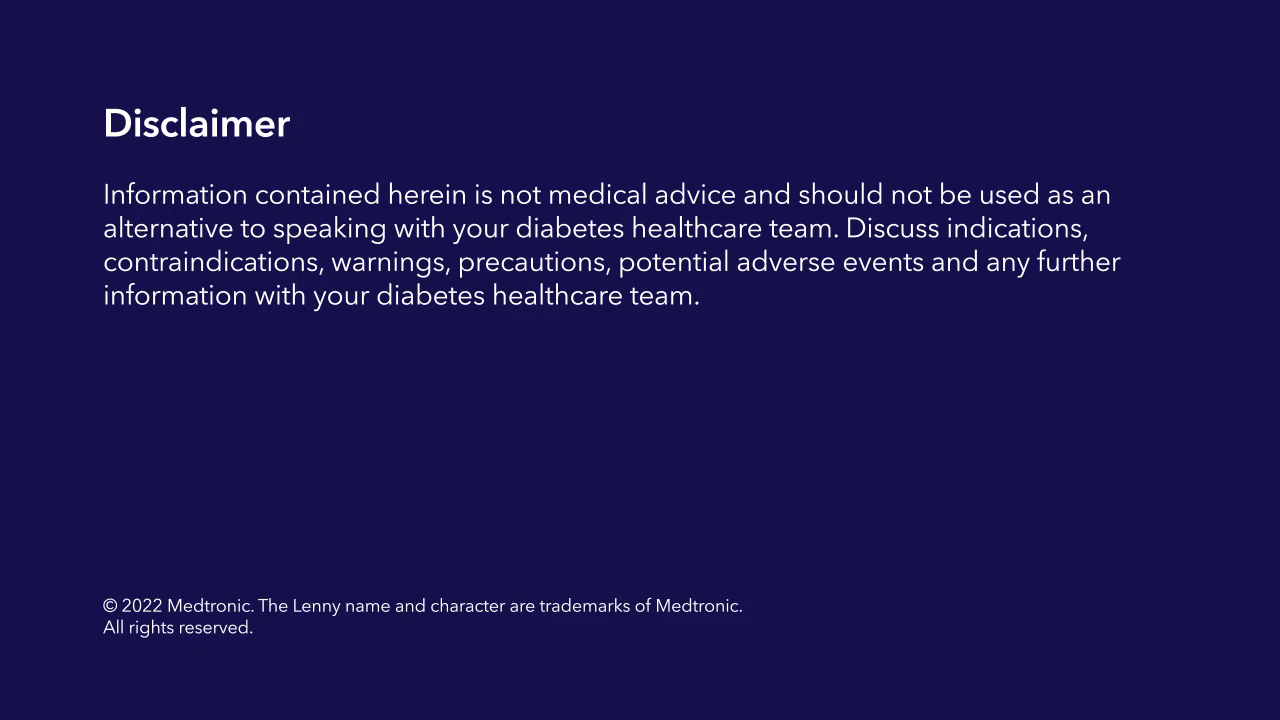 Disclaimer
Information contained herein is not medical advice and should not be used as an
alternative to speaking with your diabetes healthcare team. Discuss indications,
contraindications, warnings, precautions, potential adverse events and any further
information with your diabetes healthcare team.
© 2022 Medtronic. The Lenny name and character are trademarks of Medtronic.
All rights reserved.